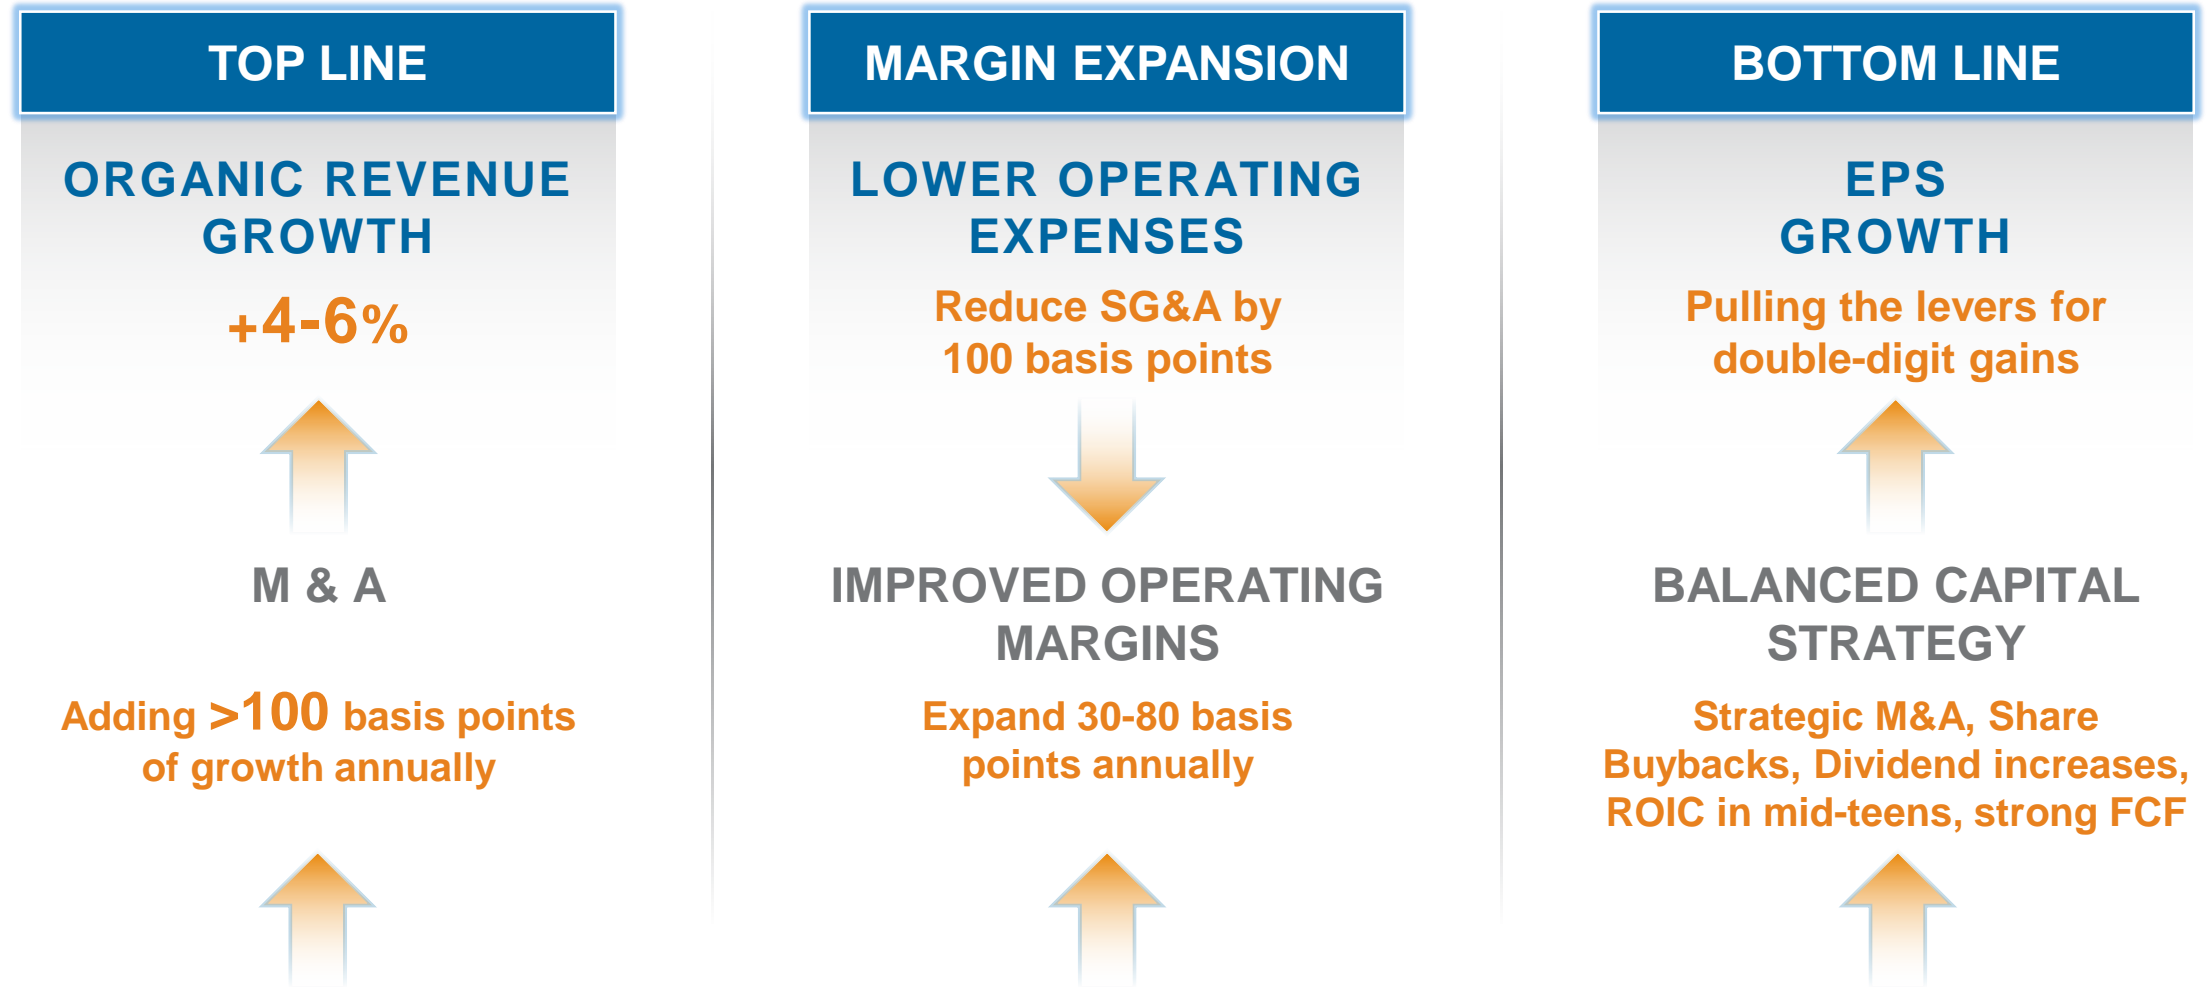 TOP LINE
ORGANIC REVENUE
GROWTH
+4-6%
M & A
Adding >100 basis points
of growth annually
MARGIN EXPANSION
LOWER OPERATING
EXPENSES
Reduce SG&A by
100 basis points
IMPROVED OPERATING
MARGINS
Expand 30-80 basis
points annually
BOTTOM LINE
EPS
GROWTH
Pulling the levers for
double-digit gains
BALANCED CAPITAL
STRATEGY
Strategic M&A, Share
Buybacks, Dividend increases,
ROIC in mid-teens, strong FCF